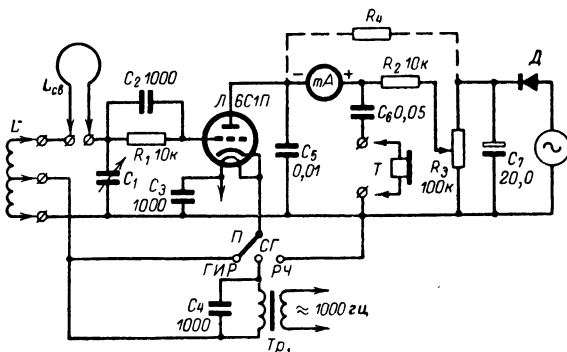 R₄
Lсв
C₂ 1000
Л 6С1П
− mA +
R₂ 10к
Д
L
R₁ 10к
C₆ 0,05
C₁
C₃
1000
C₅
0,01
Т
R₃
100к
C₇
20,0
П
СГ
ГИР
РЧ
C₄
1000
≈ 1000 гц
Тр.